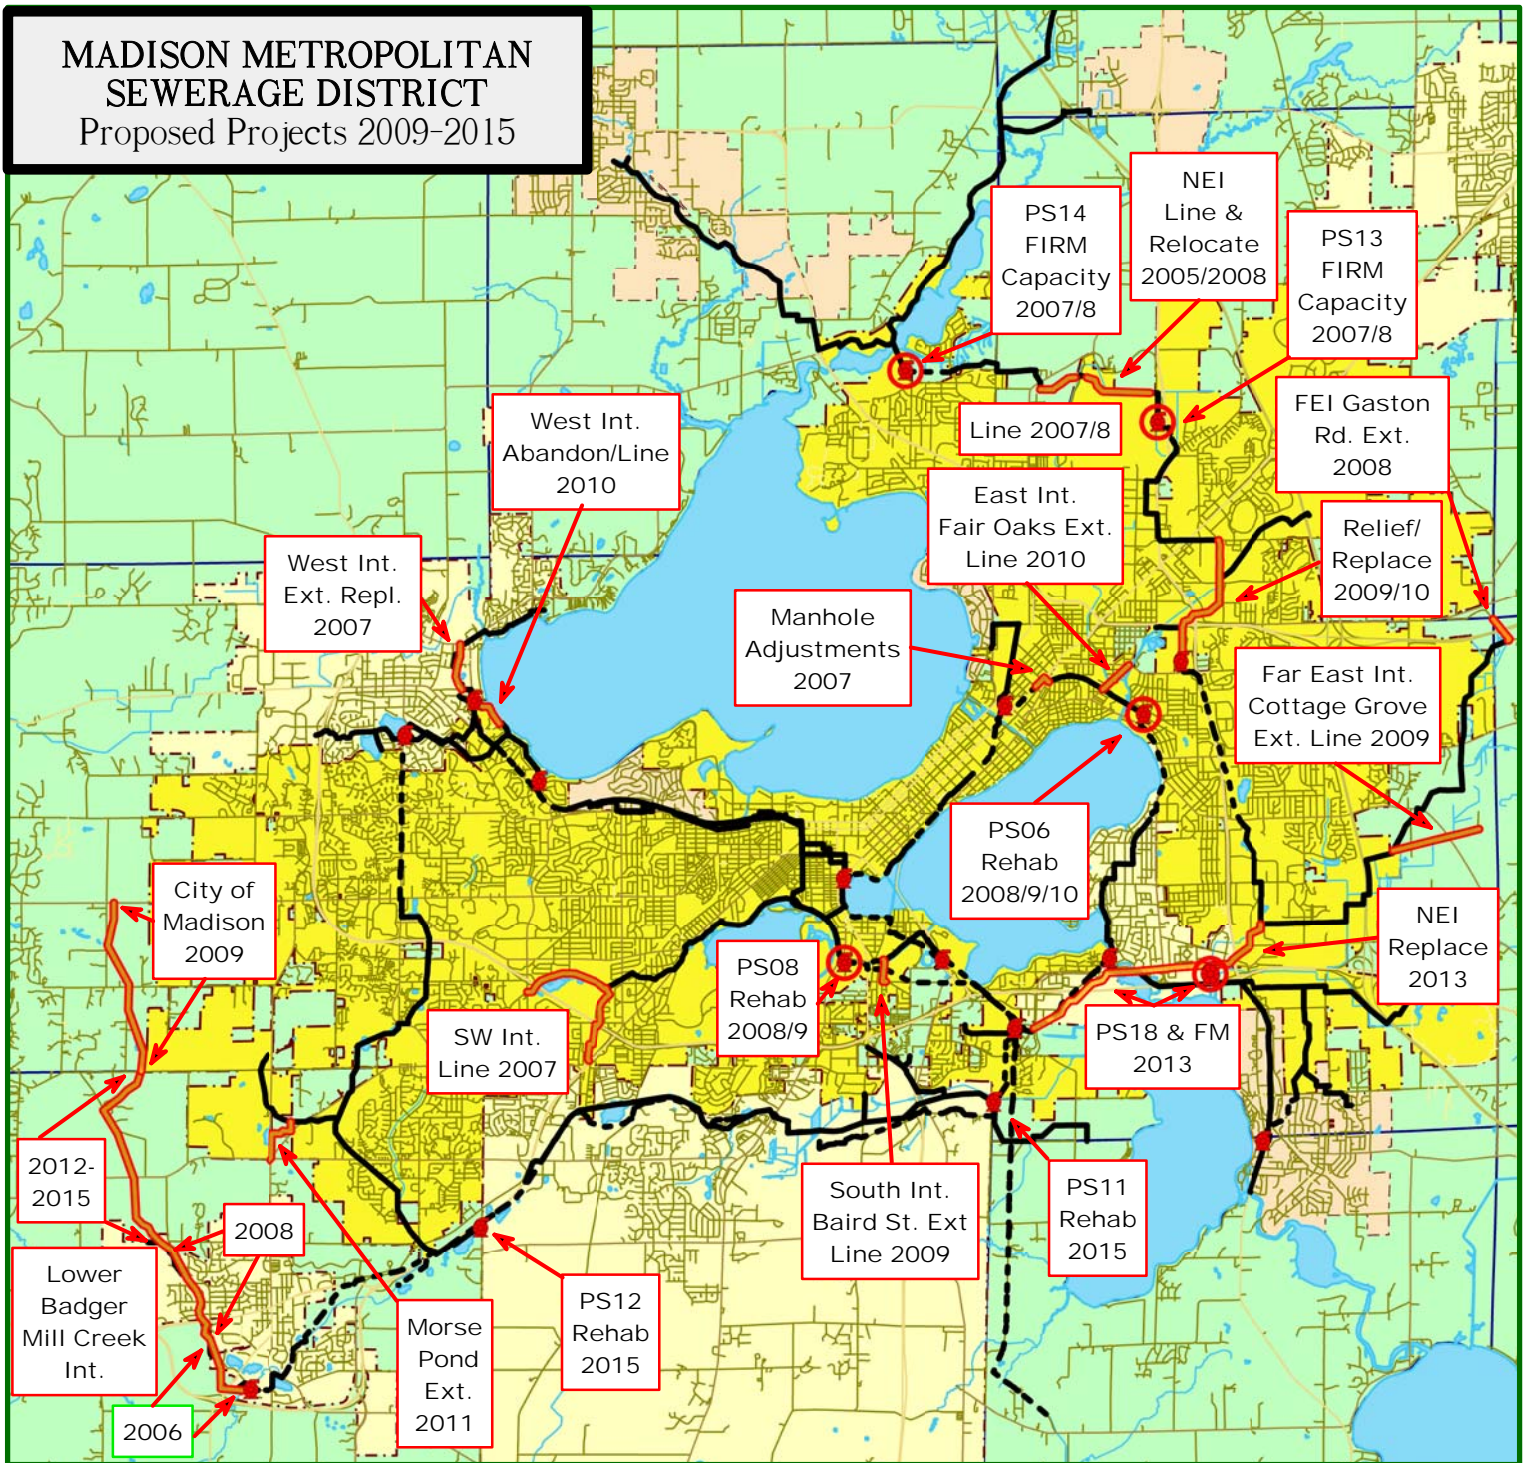 MADISON METROPOLITAN
SEWERAGE DISTRICT
Proposed Projects 2009-2015
NEI
Line &
Relocate
2005/2008
PS14
FIRM
Capacity
2007/8
PS13
FIRM
Capacity
2007/8
West Int.
Abandon/Line
2010
Line 2007/8
FEI Gaston
Rd. Ext.
2008
East Int.
Fair Oaks Ext.
Line 2010
Relief/
Replace
2009/10
West Int.
Ext. Repl.
2007
Manhole
Adjustments
2007
Far East Int.
Cottage Grove
Ext. Line 2009
PS06
Rehab
2008/9/10
City of
Madison
2009
NEI
Replace
2013
PS08
Rehab
2008/9
SW Int.
Line 2007
PS18 & FM
2013
2012-
2015
2008
South Int.
Baird St. Ext
Line 2009
PS11
Rehab
2015
Lower
Badger
Mill Creek
Int.
PS12
Rehab
2015
Morse
Pond
Ext.
2011
2006